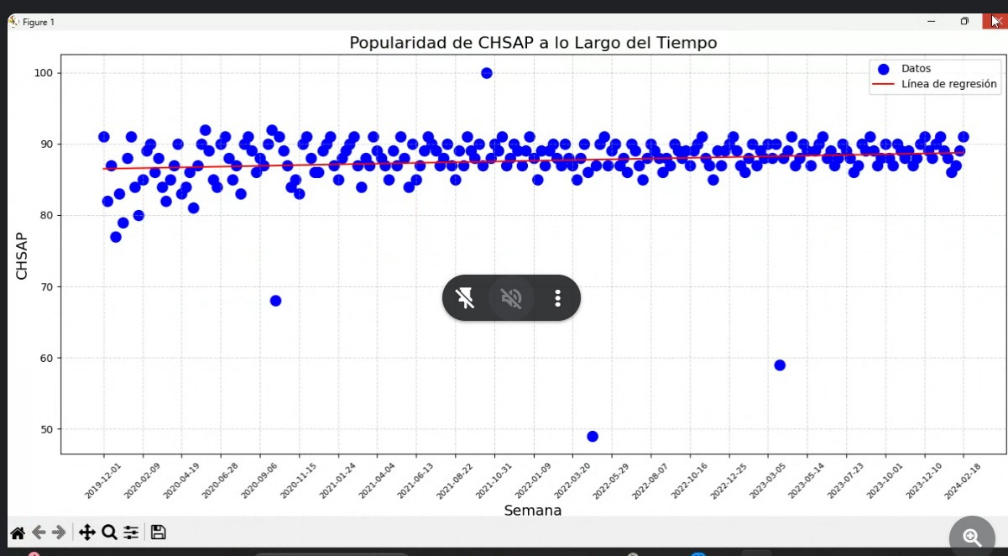 Figure 1
Popularidad de CHSAP a lo Largo del Tiempo
Datos
Línea de regresión
100
90
80
70
60
50
CHSAP
2019-12-01 2020-02-09 2020-04-19 2020-06-28 2020-09-06 2020-11-15 2021-01-24 2021-04-04 2021-06-13 2021-08-22 2021-10-31 2022-01-09 2022-03-20 2022-05-29 2022-08-07 2022-10-16 2022-12-25 2023-03-05 2023-05-14 2023-07-23 2023-10-01 2023-12-10 2024-02-18
Semana